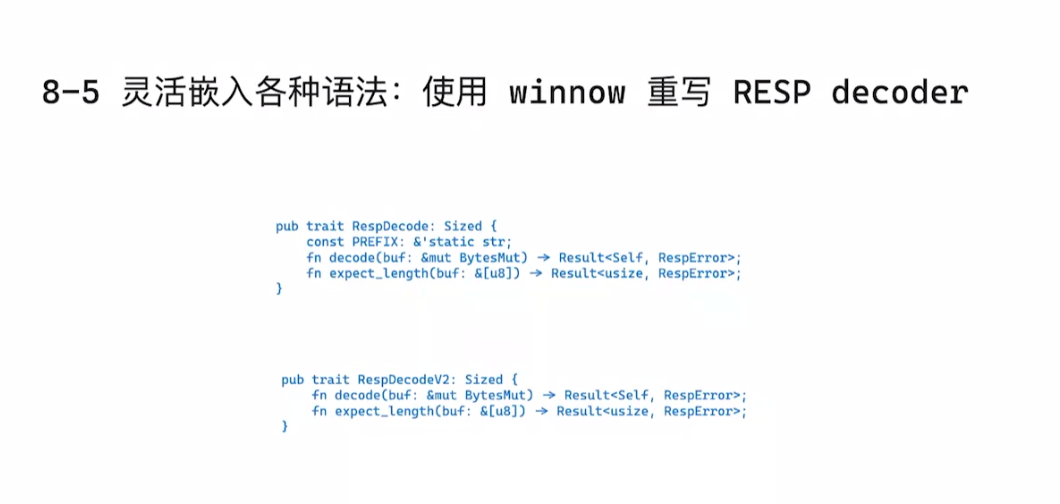 8-5 灵活嵌入各种语法：使用 winnow 重写 RESP decoder
pub trait RespDecode: Sized {
    const PREFIX: &'static str;
    fn decode(buf: &mut BytesMut) -> Result<Self, RespError>;
    fn expect_length(buf: &[u8]) -> Result<usize, RespError>;
}
pub trait RespDecodeV2: Sized {
    fn decode(buf: &mut BytesMut) -> Result<Self, RespError>;
    fn expect_length(buf: &[u8]) -> Result<usize, RespError>;
}